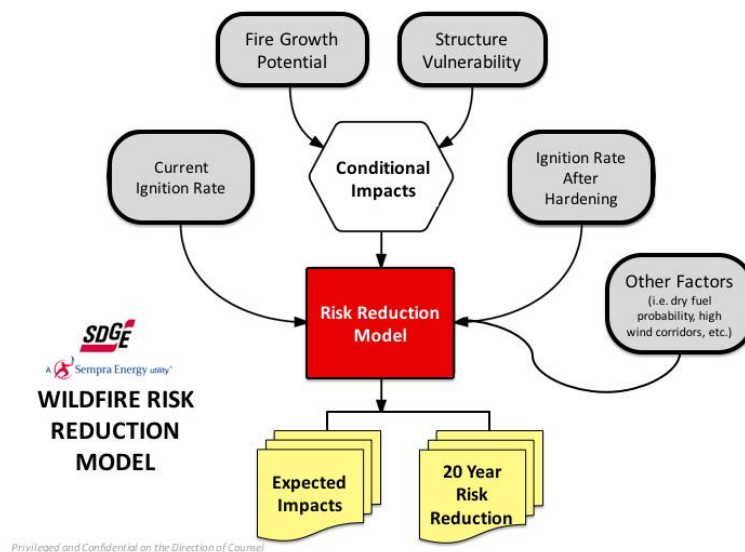 Fire Growth
Potential
Structure
Vulnerability
Current
Ignition Rate
Conditional
Impacts
Ignition Rate
After
Hardening
Risk Reduction
Model
Other Factors
(i.e. dry fuel
probability, high
wind corridors, etc.)
SDGE
A Sempra Energy utility™
WILDFIRE RISK
REDUCTION
MODEL
Expected
Impacts
20 Year
Risk
Reduction
Privileged and Confidential on the Direction of Counsel